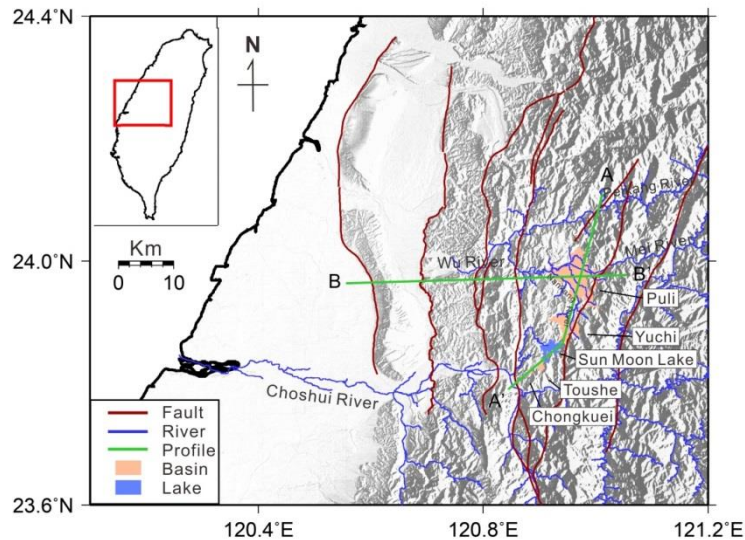 24.4°N
N
A
Peikang River
Km
0 10
Wu River
Mei River
24.0°N
B
B'
Puli
Yuchi
Sun Moon Lake
Toushe
Chongkuei
A'
Choshui River
Fault
River
Profile
Basin
Lake
23.6°N
120.4°E
120.8°E
121.2°E